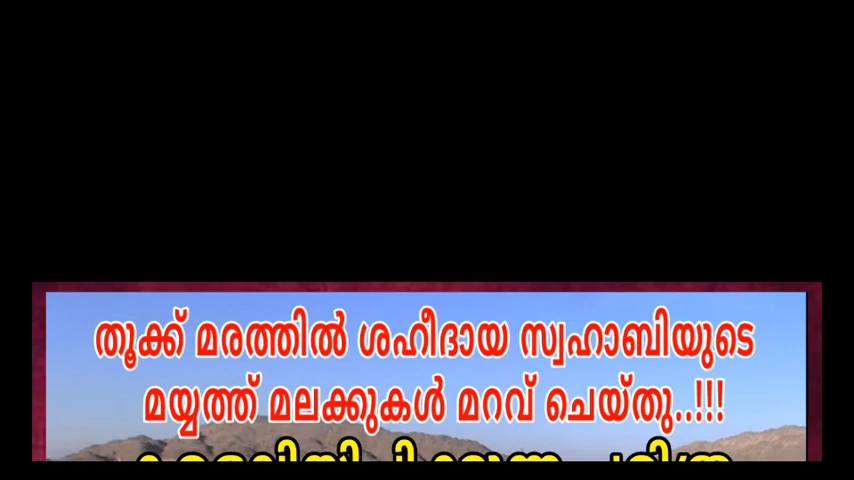 തൂക്ക് മരത്തിൽ ശഹീദായ സ്വഹാബിയുടെ
മയ്യത്ത് മലക്കുകൾ മറവ് ചെയ്തു..!!!